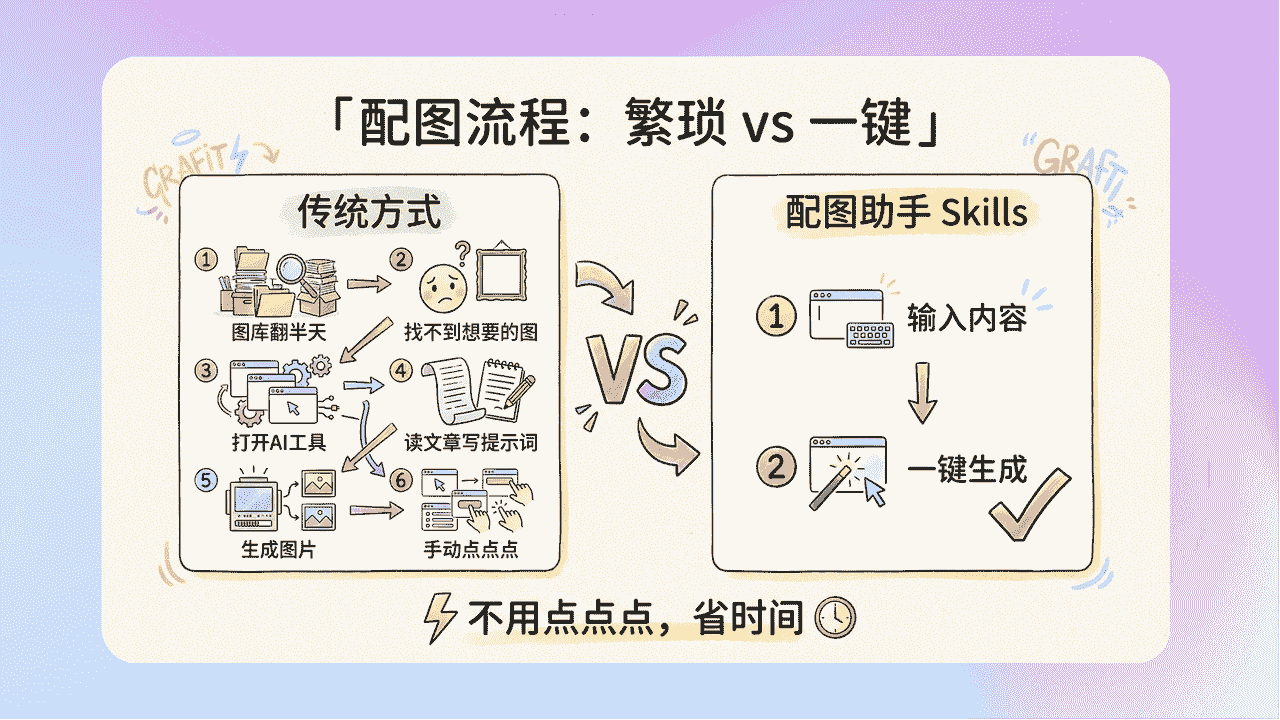 「配图流程：繁琐 vs 一键」
GRAFiT
GRAFTi
传统方式
1
图库翻半天
2
?
找不到想要的图
3
打开AI工具
4
读文章写提示词
5
生成图片
6
手动点点点
VS
配图助手 Skills
1
输入内容
2
一键生成
不用点点点，省时间